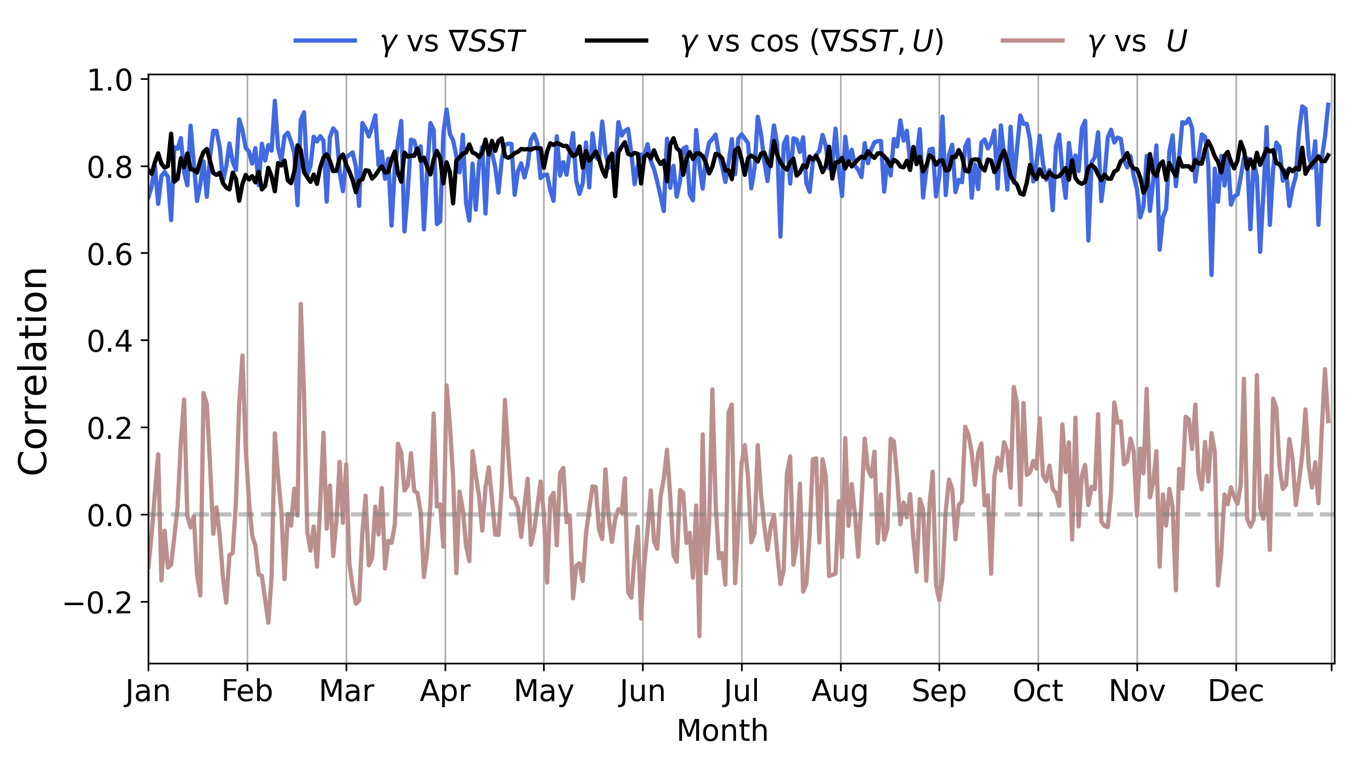 γ vs ∇SST γ vs cos (∇SST, U) γ vs U
1.0
0.8
0.6
0.4
0.2
0.0
−0.2
Correlation
Jan Feb Mar Apr May Jun Jul Aug Sep Oct Nov Dec
Month